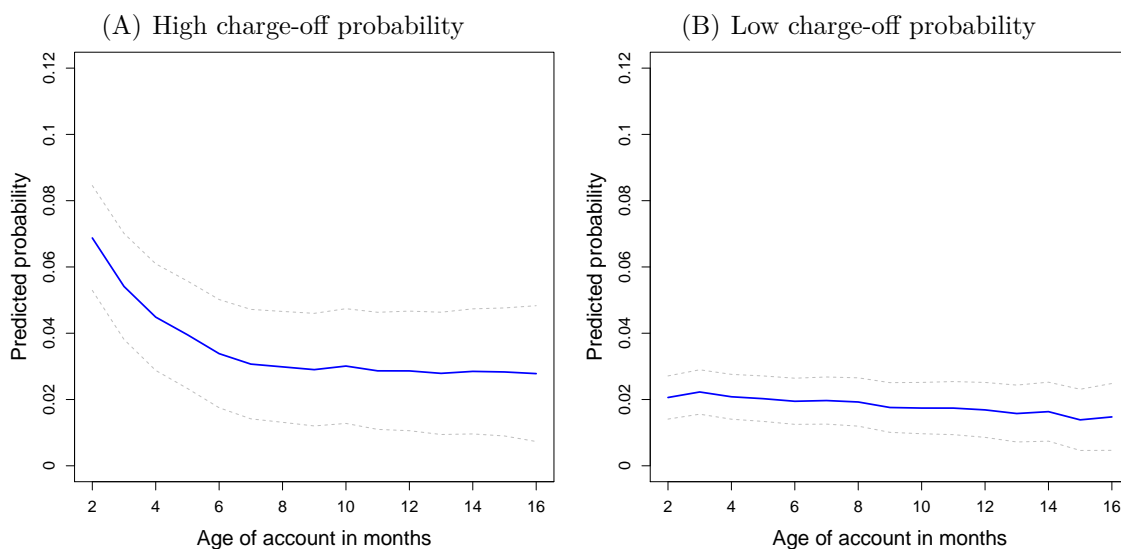 (A) High charge-off probability
0.12
0.1
0.08
0.06
0.04
0.02
0
Predicted probability
2 4 6 8 10 12 14 16
Age of account in months
(B) Low charge-off probability
0.12
0.1
0.08
0.06
0.04
0.02
0
Predicted probability
2 4 6 8 10 12 14 16
Age of account in months